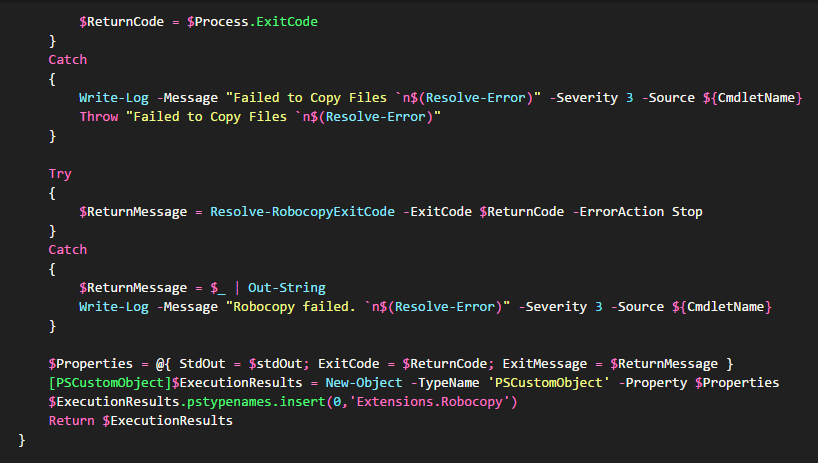 $ReturnCode = $Process.ExitCode
}
Catch
{
Write-Log -Message "Failed to Copy Files `n$(Resolve-Error)" -Severity 3 -Source ${CmdletName}
Throw "Failed to Copy Files `n$(Resolve-Error)"
}
Try
{
$ReturnMessage = Resolve-RobocopyExitCode -ExitCode $ReturnCode -ErrorAction Stop
}
Catch
{
$ReturnMessage = $_ | Out-String
Write-Log -Message "Robocopy failed. `n$(Resolve-Error)" -Severity 3 -Source ${CmdletName}
}
$Properties = @{ StdOut = $stdOut; ExitCode = $ReturnCode; ExitMessage = $ReturnMessage }
[PSCustomObject]$ExecutionResults = New-Object -TypeName 'PSCustomObject' -Property $Properties
$ExecutionResults.pstypenames.insert(0,'Extensions.Robocopy')
Return $ExecutionResults
}